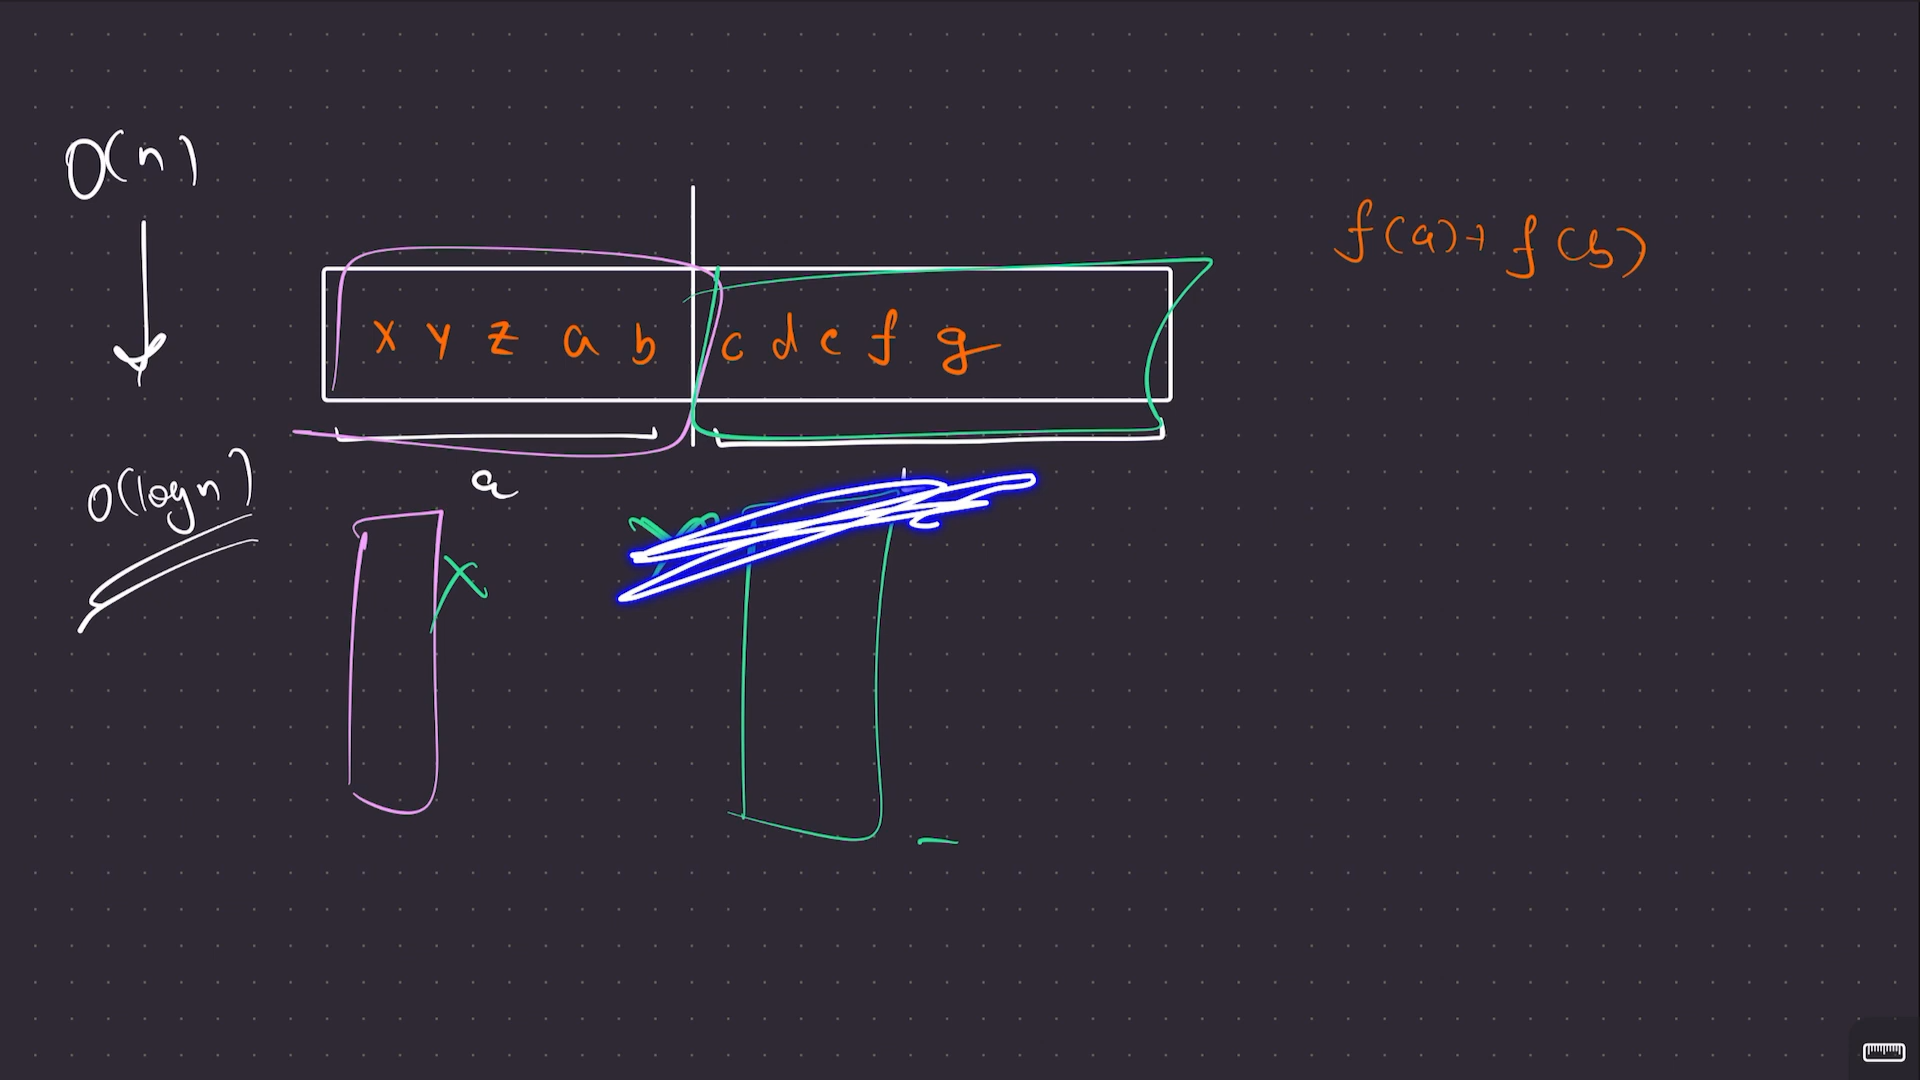 O(n)
f(a) + f(b)
x y z a b c d e f g
a
O(log n)
x